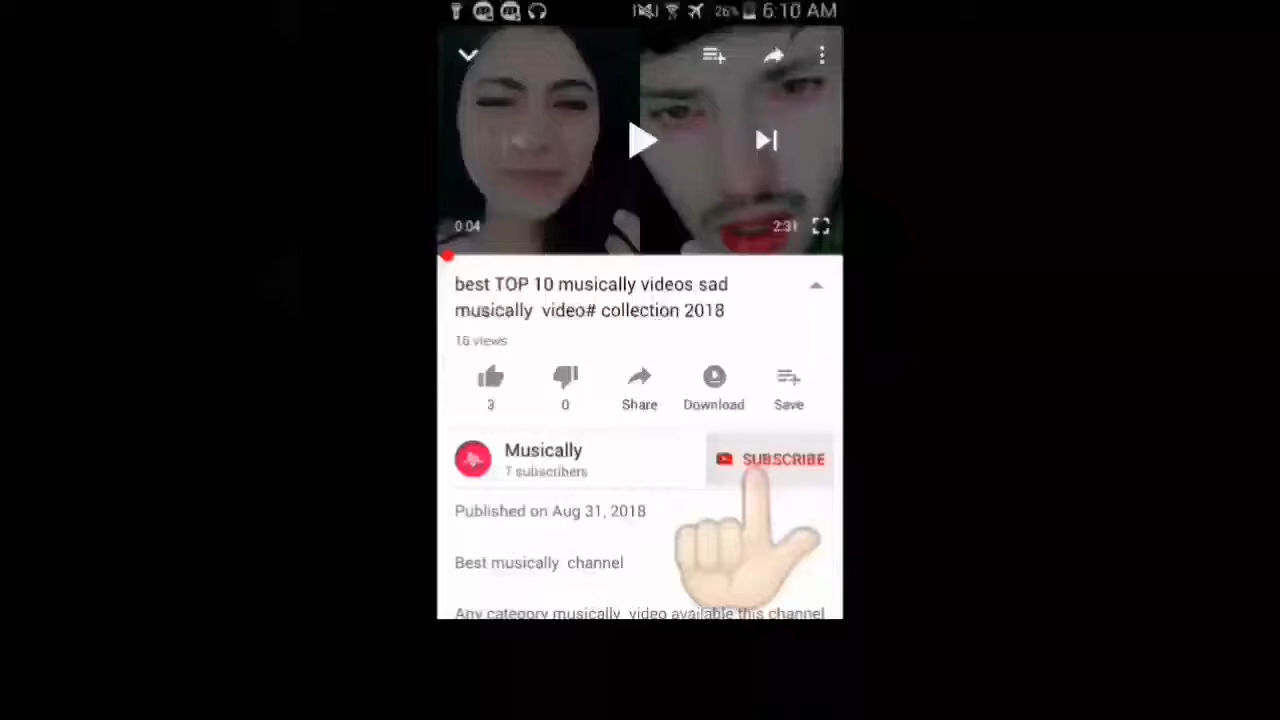 26% 6:10 AM
0:04 2:31
best TOP 10 musically videos sad
musically video# collection 2018
16 views
3 0 Share Download Save
Musically
7 subscribers
SUBSCRIBE
Published on Aug 31, 2018
Best musically channel
Any category musically video available this channel